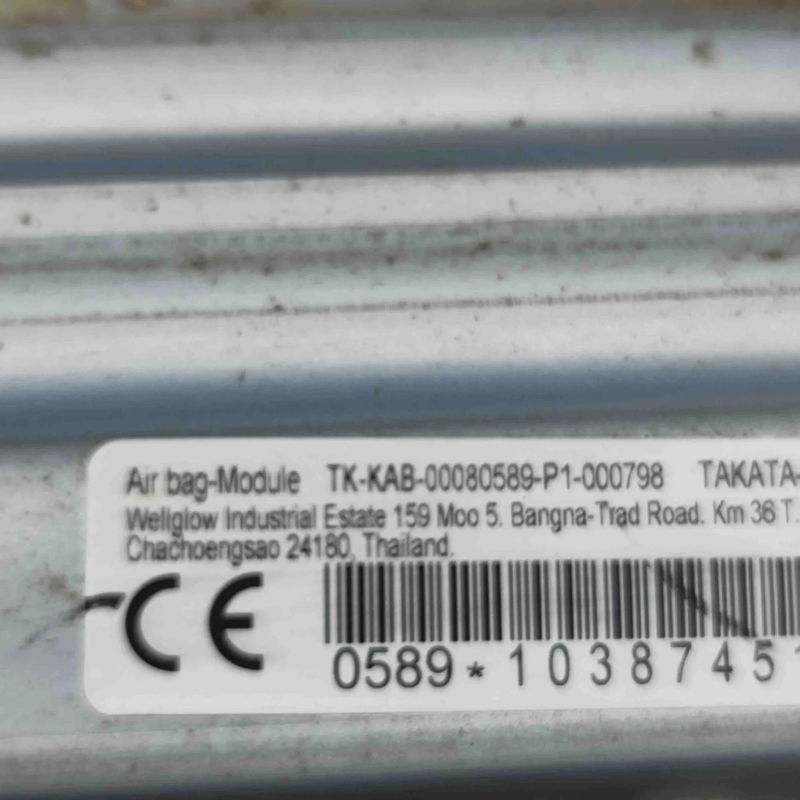 Air bag-Module TK-KAB-00080589-P1-000798 TAKATA-
Wellglow Industrial Estate 159 Moo 5. Bangna-Trad Road. Km 36 T.
Chachoengsao 24180, Thailand.
CE
0589*1038745